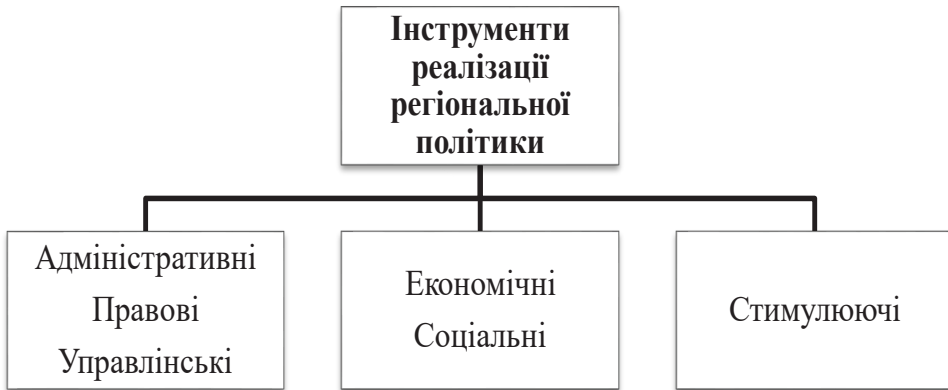 Інструменти
реалізації
регіональної
політики
Адміністративні
Правові
Управлінські
Економічні
Соціальні
Стимулюючі